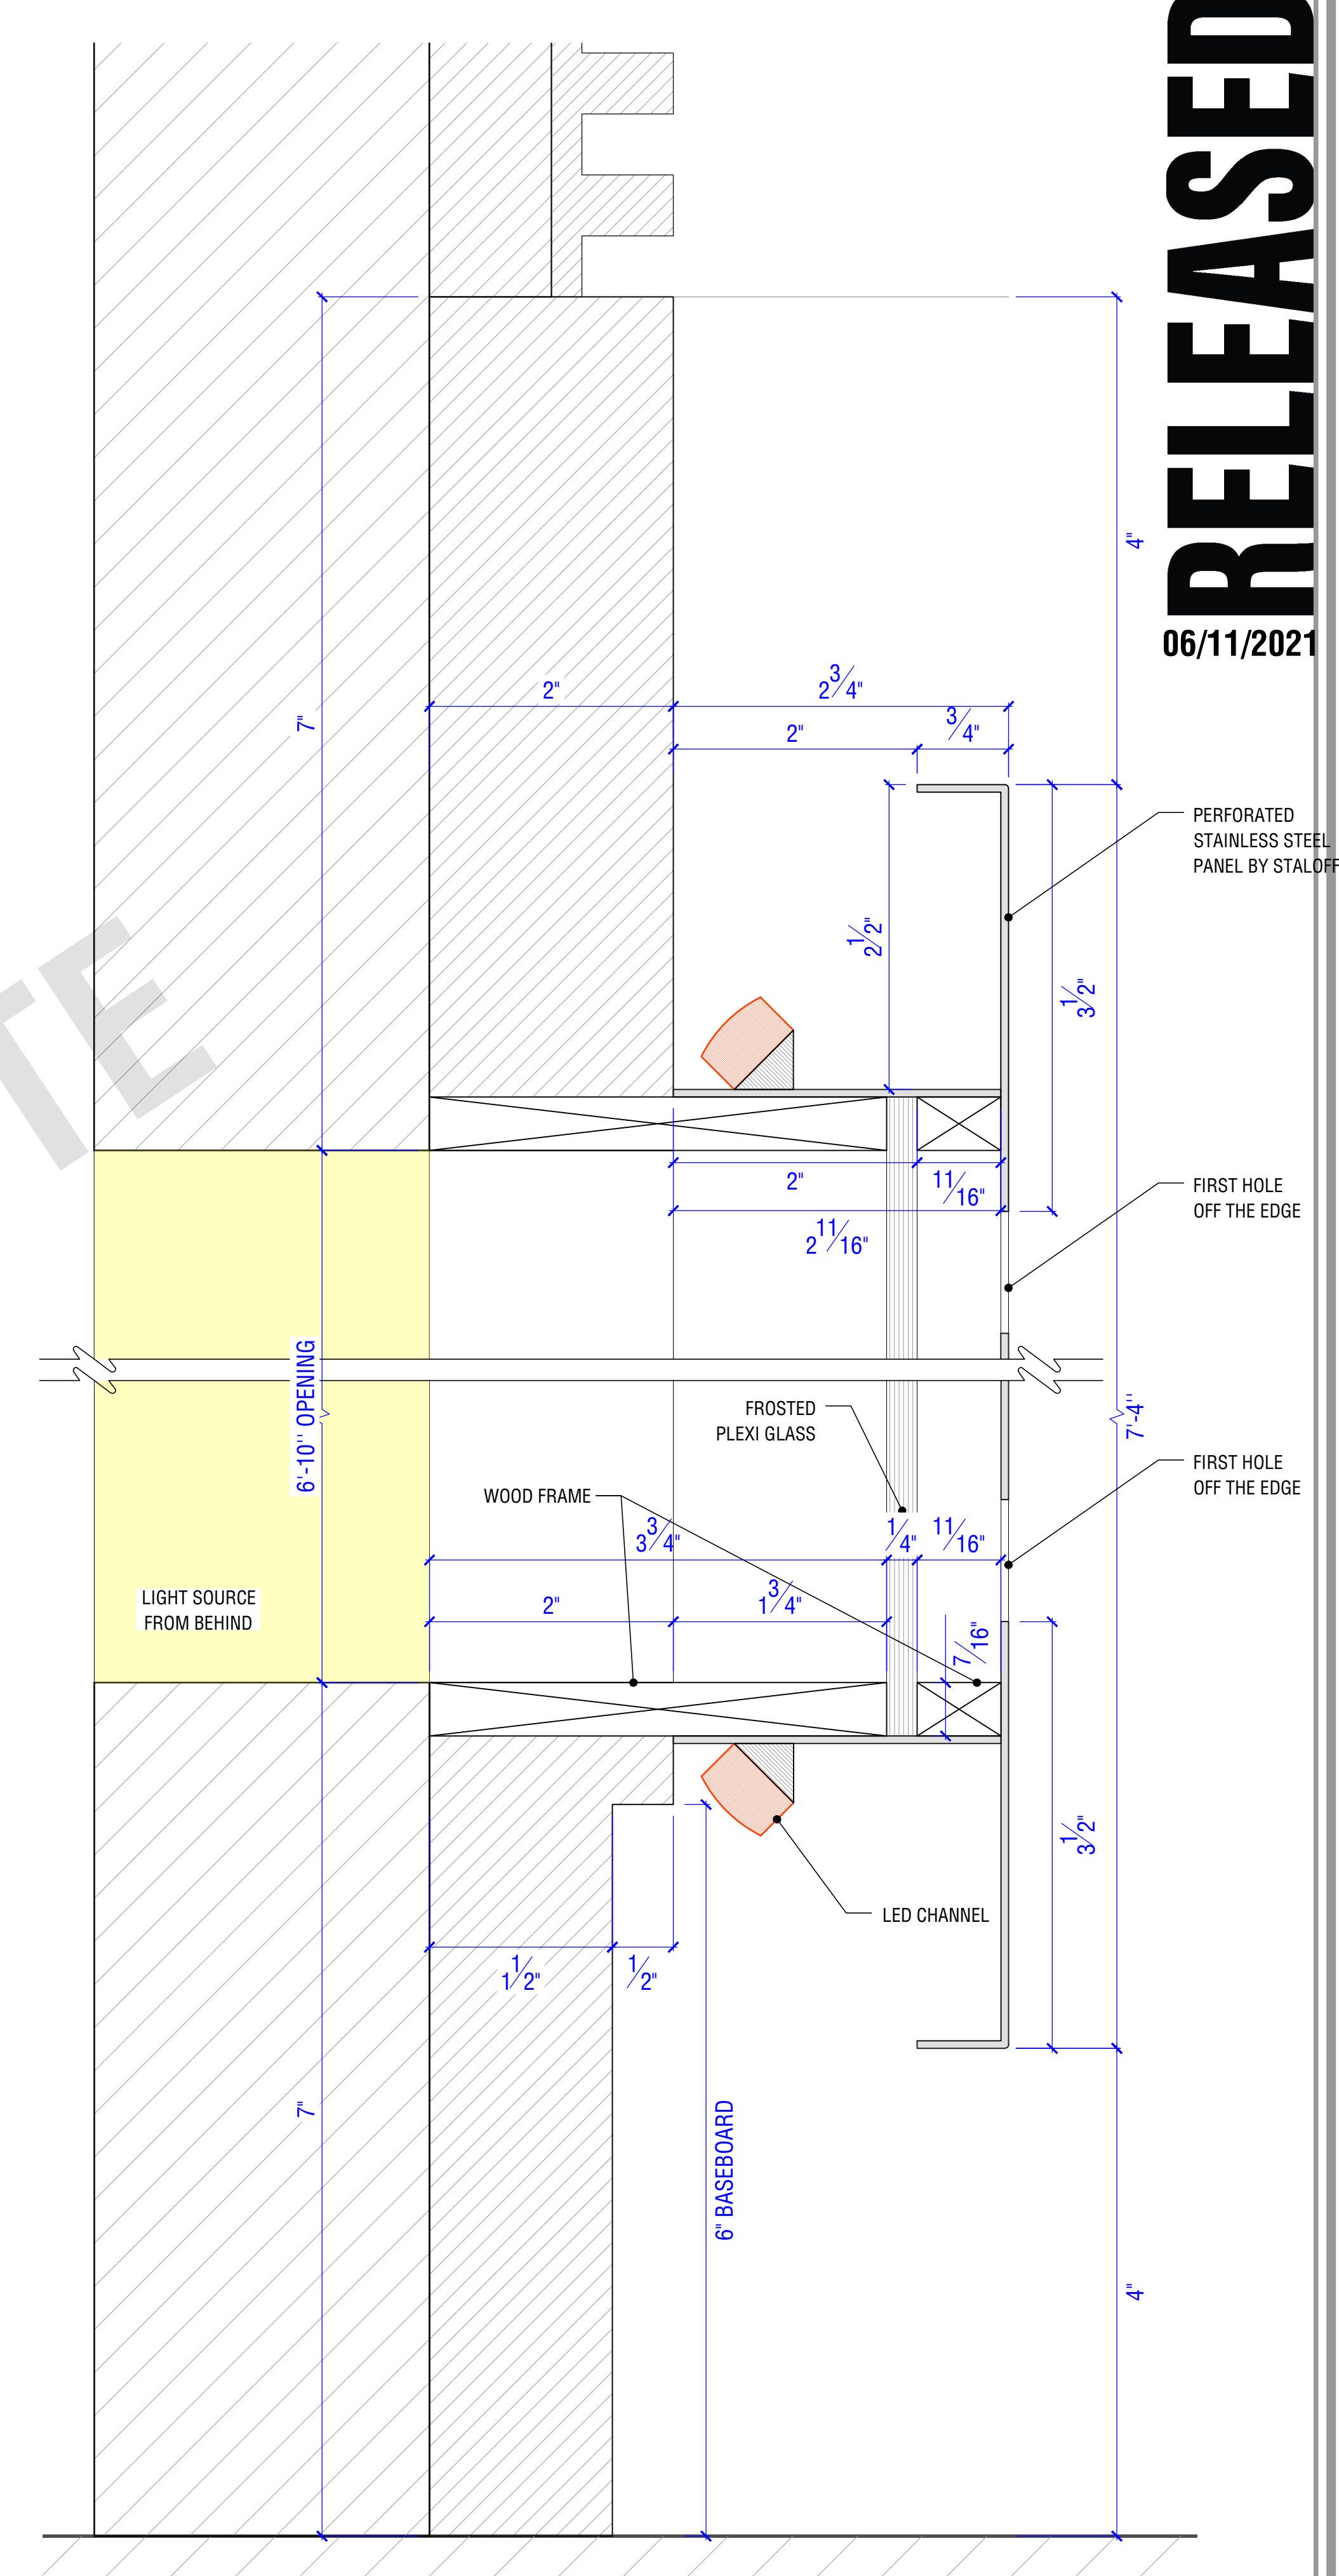 RELEASED
06/11/2021
7"
4"
2"
2 3/4"
2"
3/4"
PERFORATED
STAINLESS STEEL
PANEL BY STALOFF
2 1/2"
3 1/2"
TE
2"
11/16"
2 11/16"
FIRST HOLE
OFF THE EDGE
6'-10" OPENING
7'-4"
FROSTED
PLEXI GLASS
FIRST HOLE
OFF THE EDGE
WOOD FRAME
3 3/4"
1/4"
11/16"
LIGHT SOURCE
FROM BEHIND
2"
1 3/4"
7/16"
3 1/2"
LED CHANNEL
1 1/2"
1/2"
7"
6" BASEBOARD
4"